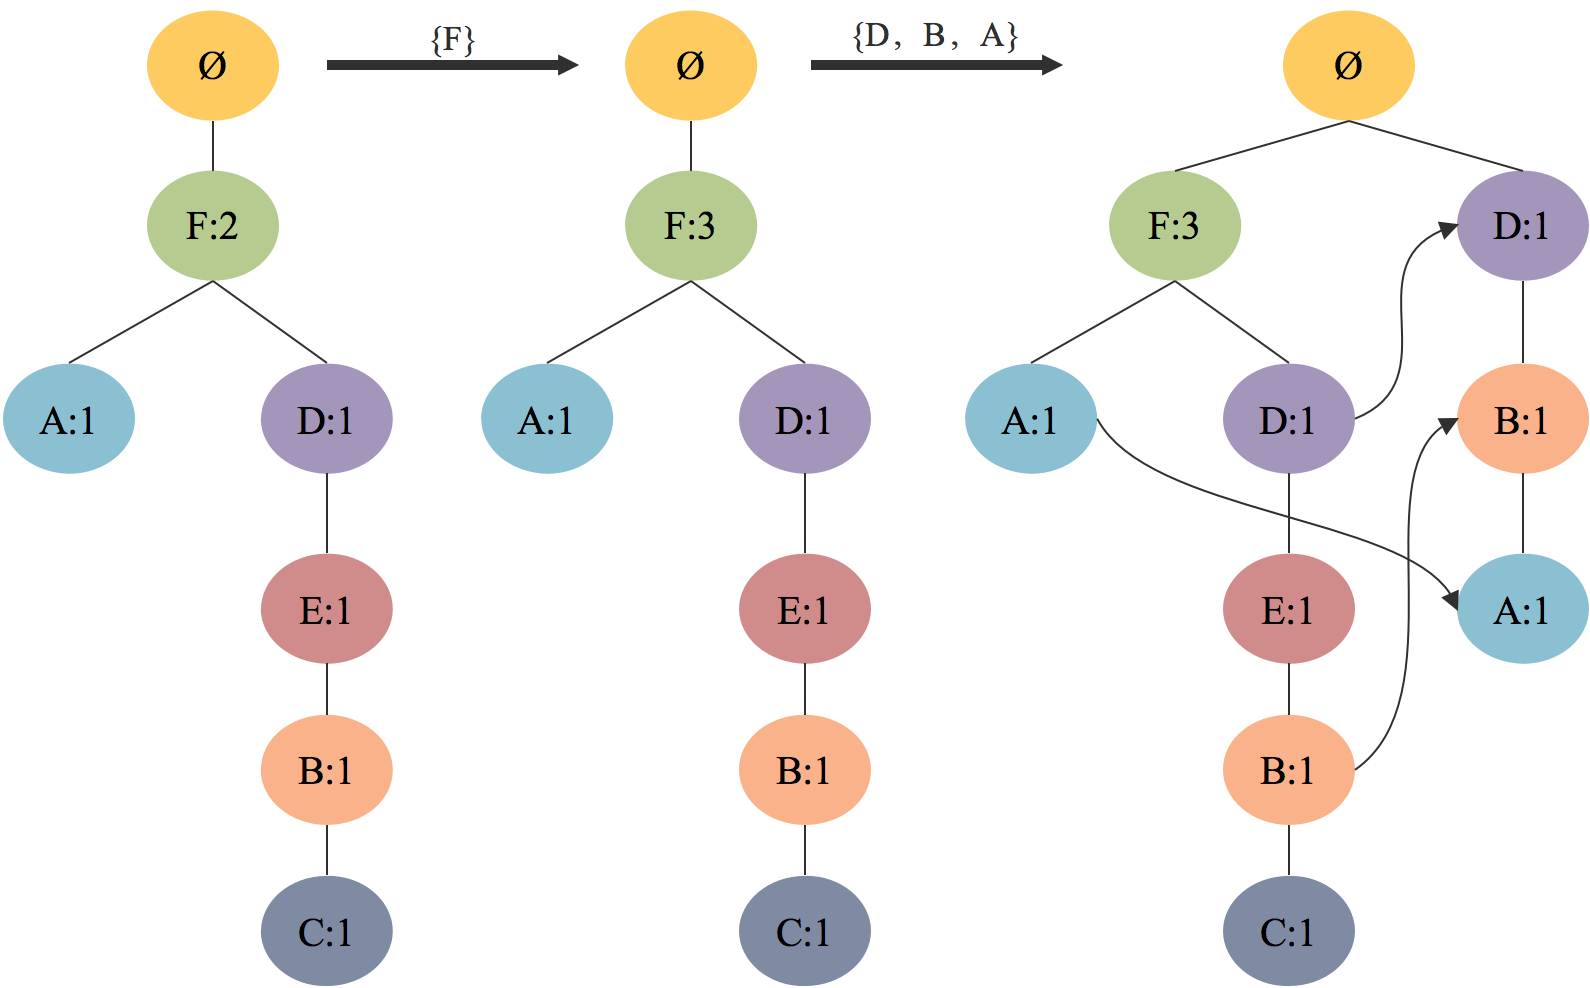 Ø {F} Ø {D, B, A} Ø
F:2 F:3 F:3 D:1
A:1 D:1 A:1 D:1 A:1 D:1 B:1
E:1 E:1 E:1 A:1
B:1 B:1 B:1
C:1 C:1 C:1